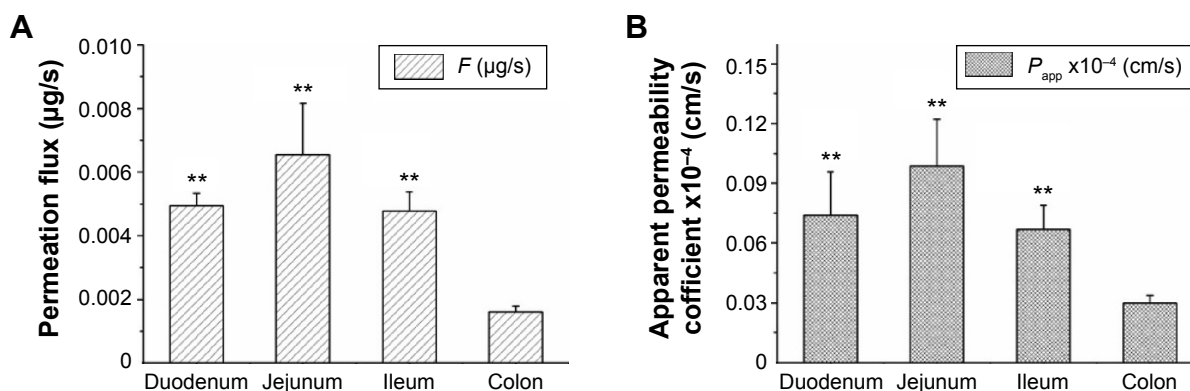 A
Permeation flux (µg/s)
0.010
0.008
0.006
0.004
0.002
0
F (µg/s)
**
**
**
Duodenum Jejunum Ileum Colon
B
Apparent permeability
cofficient x10⁻⁴ (cm/s)
0.15
0.12
0.09
0.06
0.03
0
Papp x10⁻⁴ (cm/s)
**
**
**
Duodenum Jejunum Ileum Colon